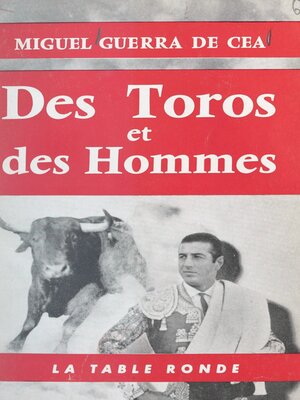 MIGUEL GUERRA DE CEA
Des Toros
et
des Hommes
LA TABLE RONDE